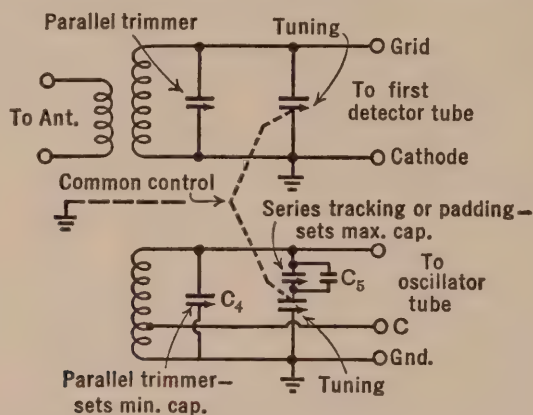 Parallel trimmer
Tuning
Grid
To Ant.
To first
detector tube
Cathode
Common control
Series tracking or padding–
sets max. cap.
C4
C5
To
oscillator
tube
C
Gnd.
Parallel trimmer–
sets min. cap.
Tuning